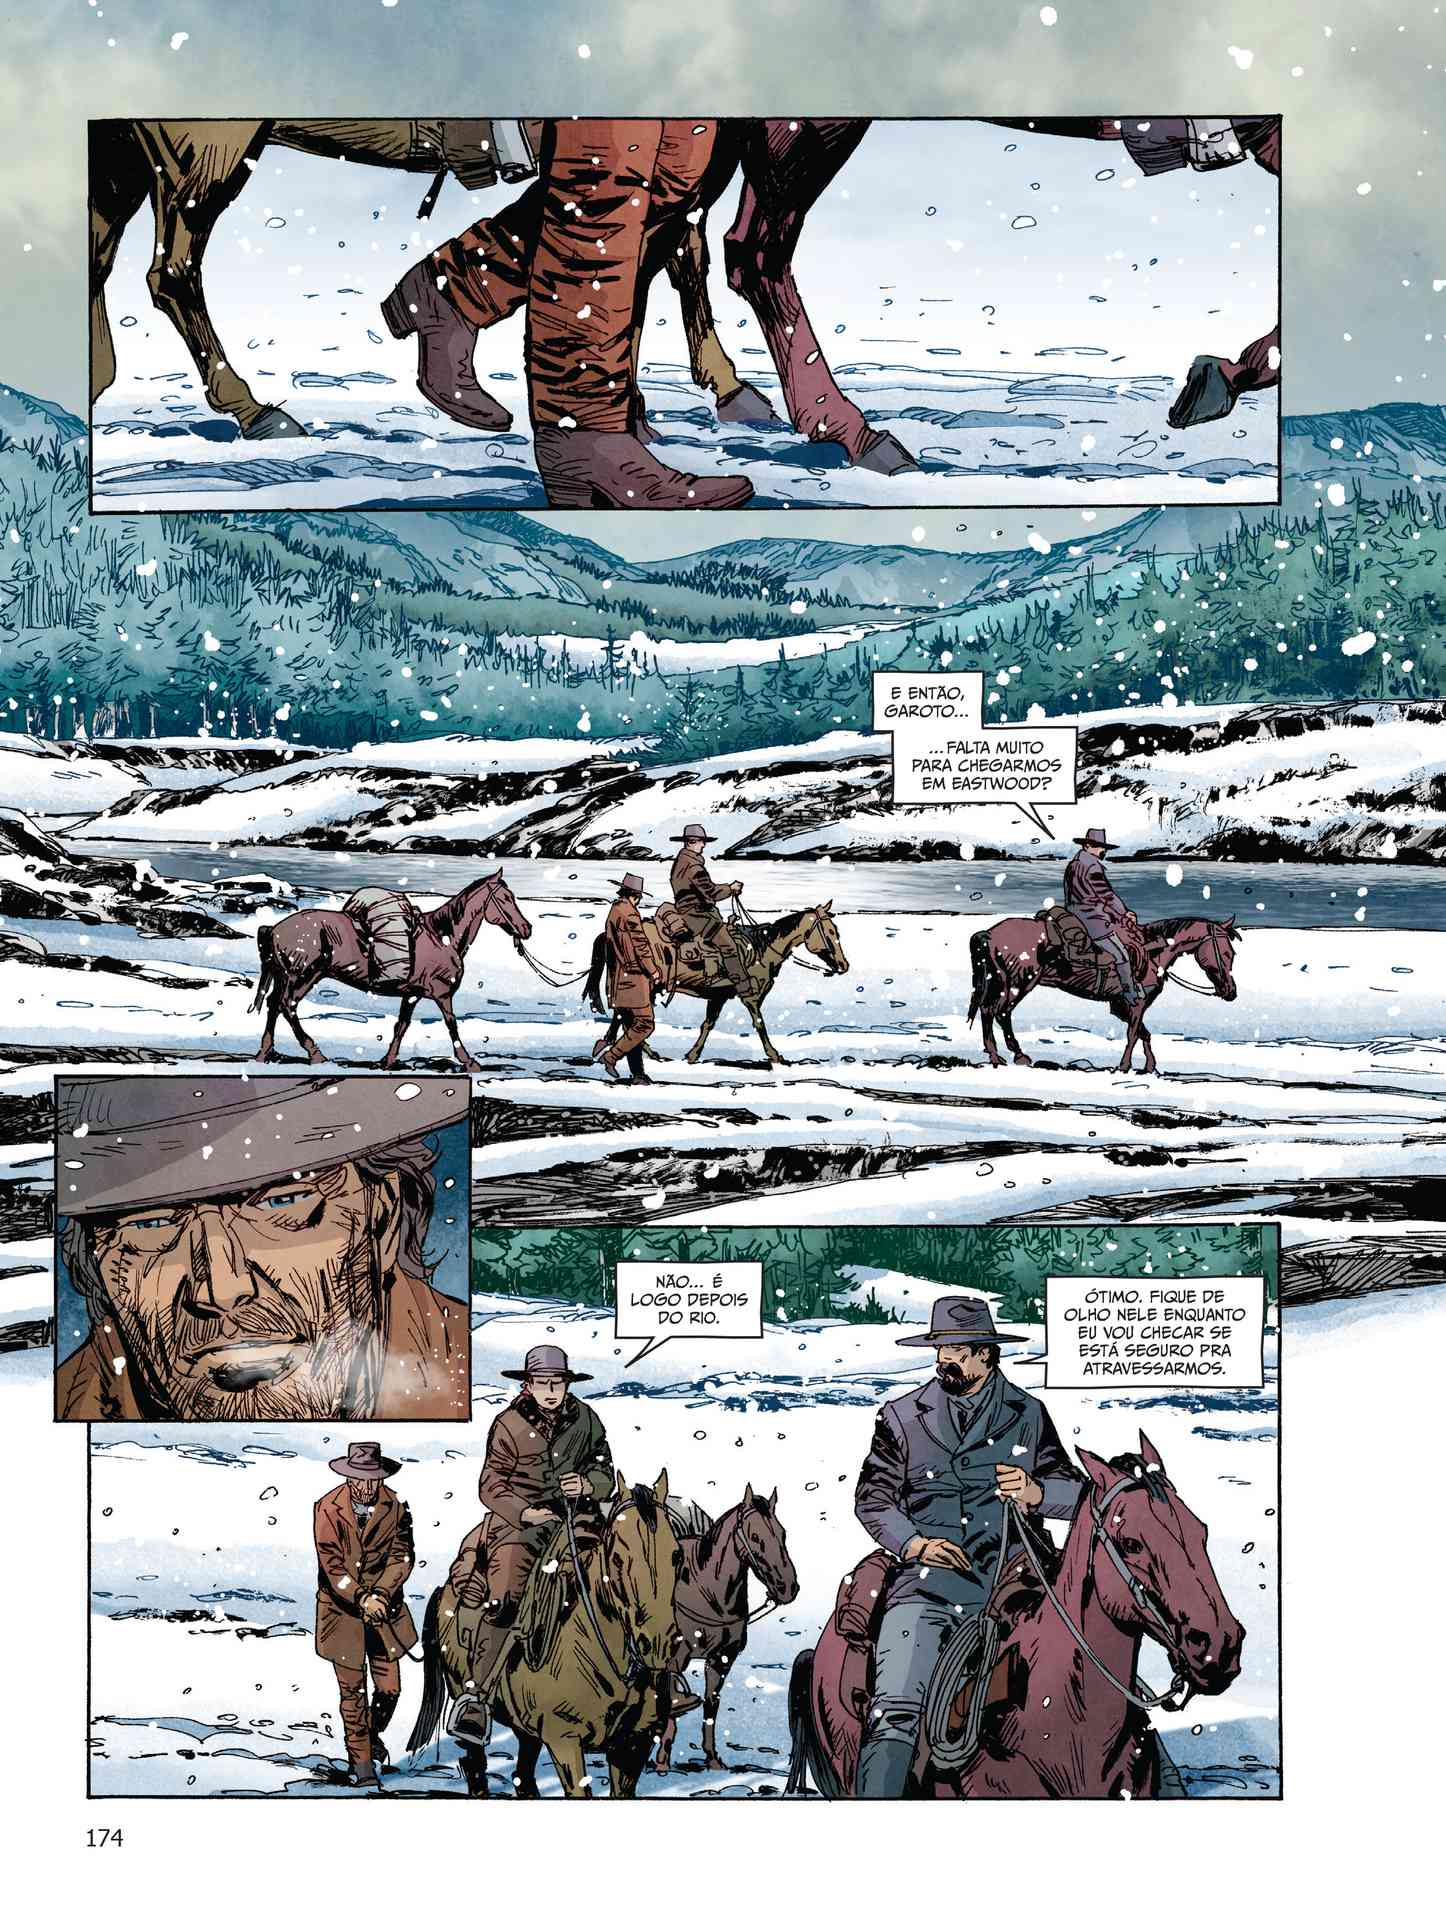 E ENTÃO,
GAROTO...
...FALTA MUITO
PARA CHEGARMOS
EM EASTWOOD?
NÃO... É
LOGO DEPOIS
DO RIO.
ÓTIMO. FIQUE DE
OLHO NELE ENQUANTO
EU VOU CHECAR SE
ESTÁ SEGURO PRA
ATRAVESSARMOS.
174